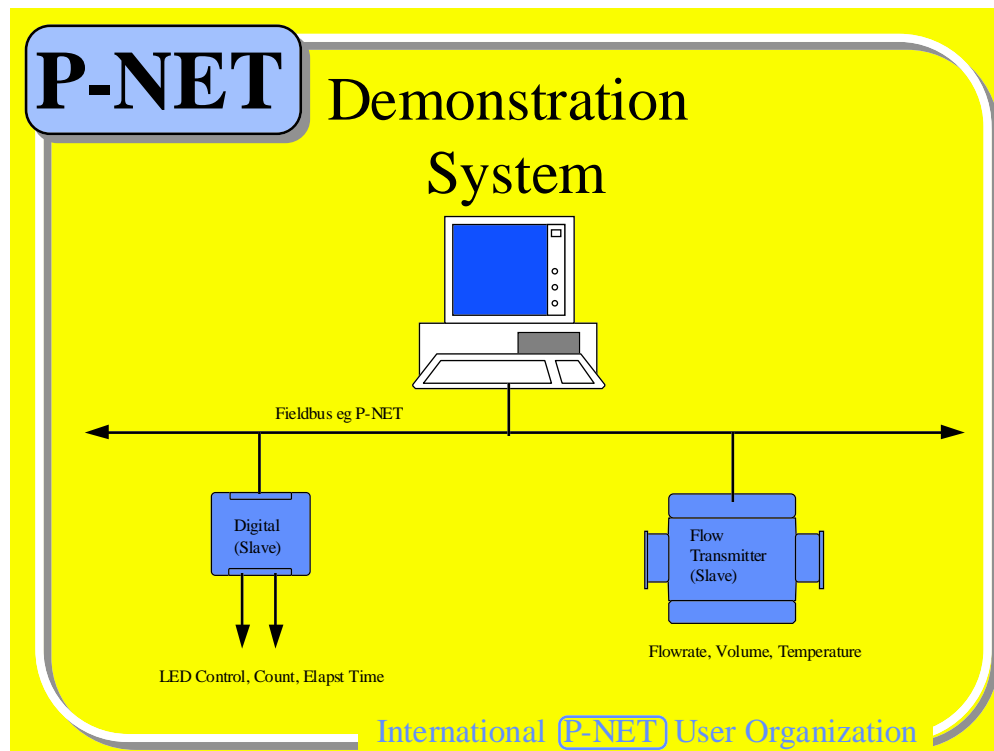 P-NET
Demonstration
System
Fieldbus eg P-NET
Digital
(Slave)
Flow
Transmitter
(Slave)
LED Control, Count, Elapst Time
Flowrate, Volume, Temperature
International P-NET User Organization